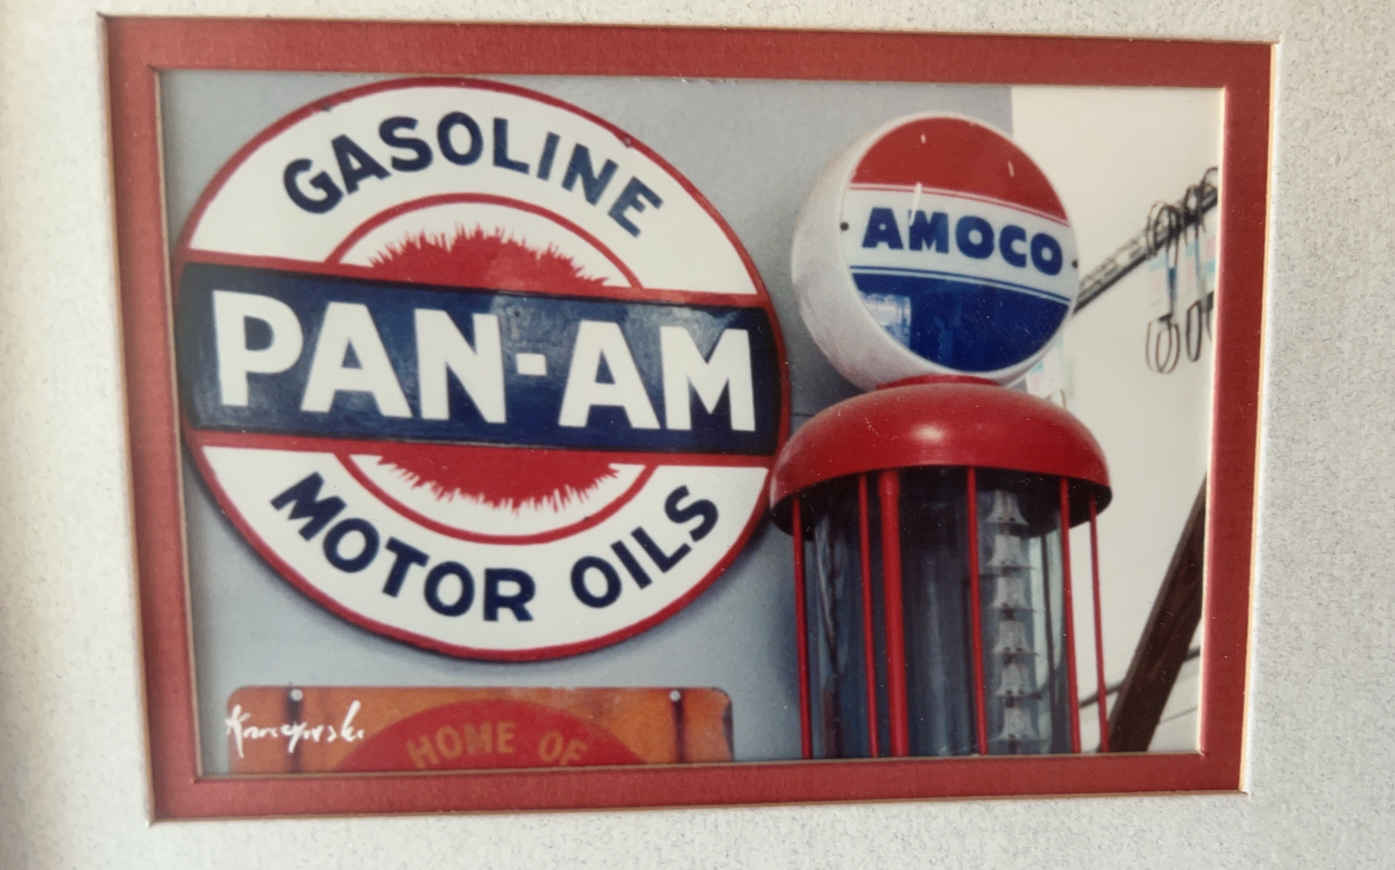 GASOLINE
PAN-AM
MOTOR OILS
AMOCO
HOME OF